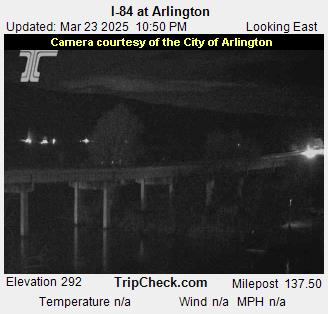 I-84 at Arlington
Updated: Mar 23 2025 10:50 PM Looking East
Camera courtesy of the City of Arlington
Elevation 292 TripCheck.com Milepost 137.50
Temperature n/a Wind n/a MPH n/a